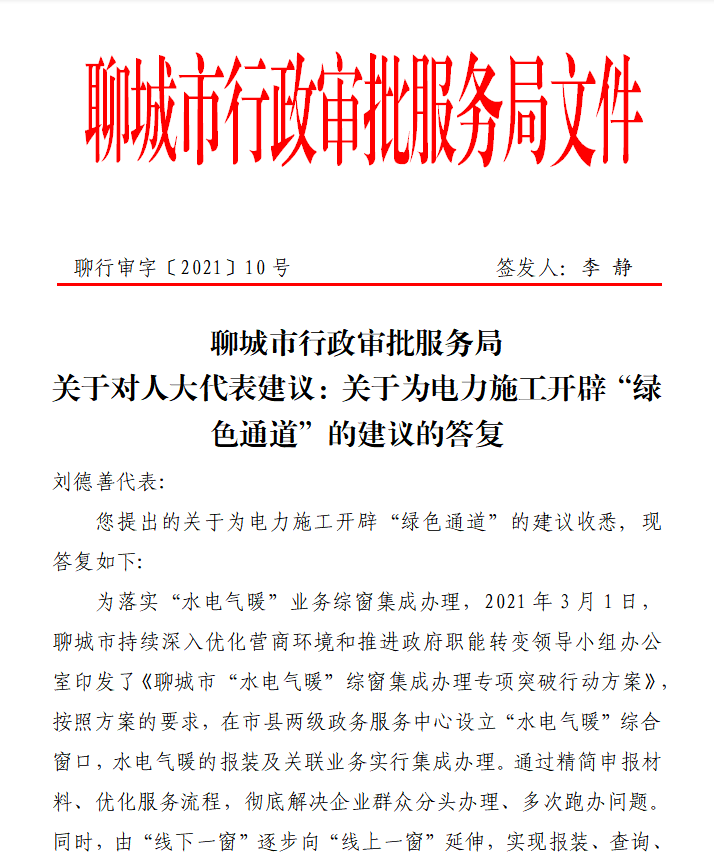 聊城市行政审批服务局文件
聊行审字〔2021〕10号 签发人：李 静
聊城市行政审批服务局
关于对人大代表建议：关于为电力施工开辟“绿
色通道”的建议的答复
刘德善代表：
您提出的关于为电力施工开辟“绿色通道”的建议收悉，现
答复如下：
为落实“水电气暖”业务综窗集成办理，2021年3月1日，
聊城市持续深入优化营商环境和推进政府职能转变领导小组办公
室印发了《聊城市“水电气暖”综窗集成办理专项突破行动方案》，
按照方案的要求，在市县两级政务服务中心设立“水电气暖”综合
窗口，水电气暖的报装及关联业务实行集成办理。通过精简申报材
料、优化服务流程，彻底解决企业群众分头办理、多次跑办问题。
同时，由“线下一窗”逐步向“线上一窗”延伸，实现报装、查询、